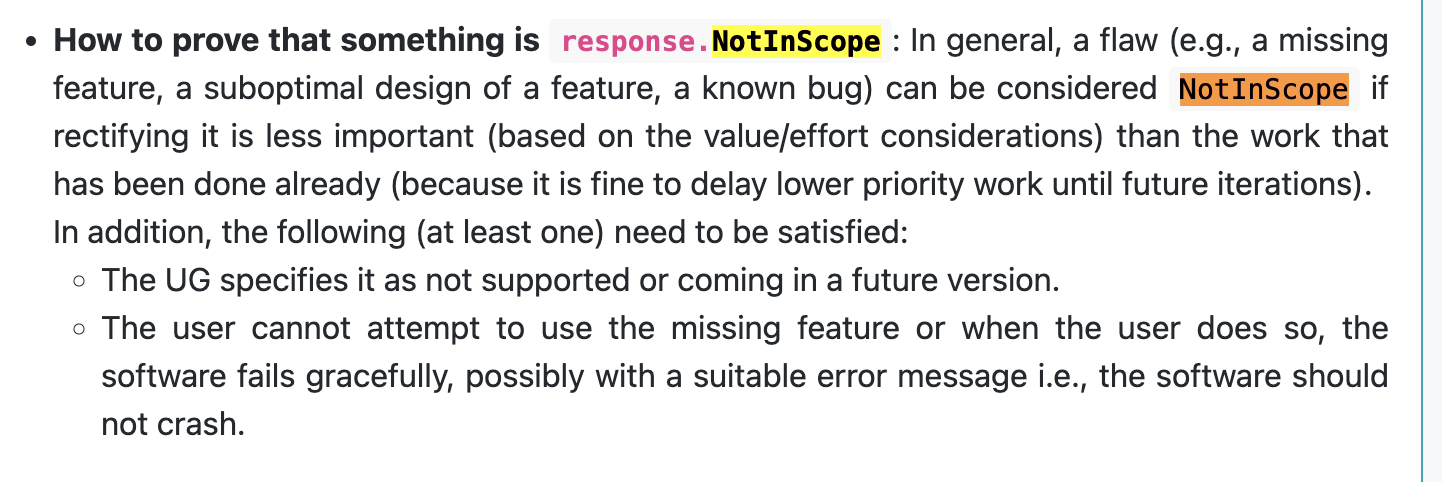 • How to prove that something is response.NotInScope : In general, a flaw (e.g., a missing
feature, a suboptimal design of a feature, a known bug) can be considered NotInScope if
rectifying it is less important (based on the value/effort considerations) than the work that
has been done already (because it is fine to delay lower priority work until future iterations).
In addition, the following (at least one) need to be satisfied:
◦ The UG specifies it as not supported or coming in a future version.
◦ The user cannot attempt to use the missing feature or when the user does so, the
software fails gracefully, possibly with a suitable error message i.e., the software should
not crash.